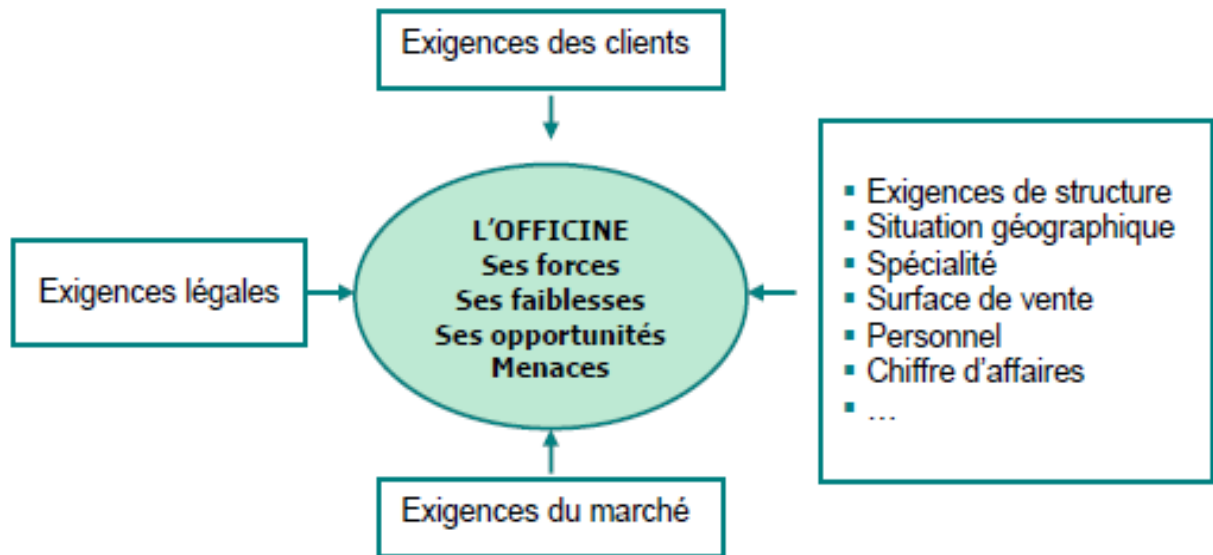 Exigences des clients
Exigences légales
L'OFFICINE
Ses forces
Ses faiblesses
Ses opportunités
Menaces
▪ Exigences de structure
▪ Situation géographique
▪ Spécialité
▪ Surface de vente
▪ Personnel
▪ Chiffre d'affaires
▪ …
Exigences du marché